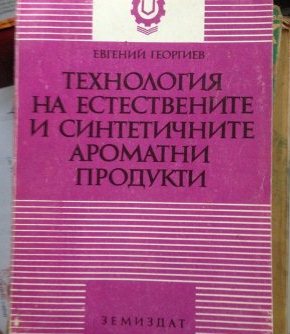 ЕВГЕНИЙ ГЕОРГИЕВ
ТЕХНОЛОГИЯ
НА ЕСТЕСТВЕНИТЕ
И СИНТЕТИЧНИТЕ
АРОМАТНИ
ПРОДУКТИ
ЗЕМИЗДАТ